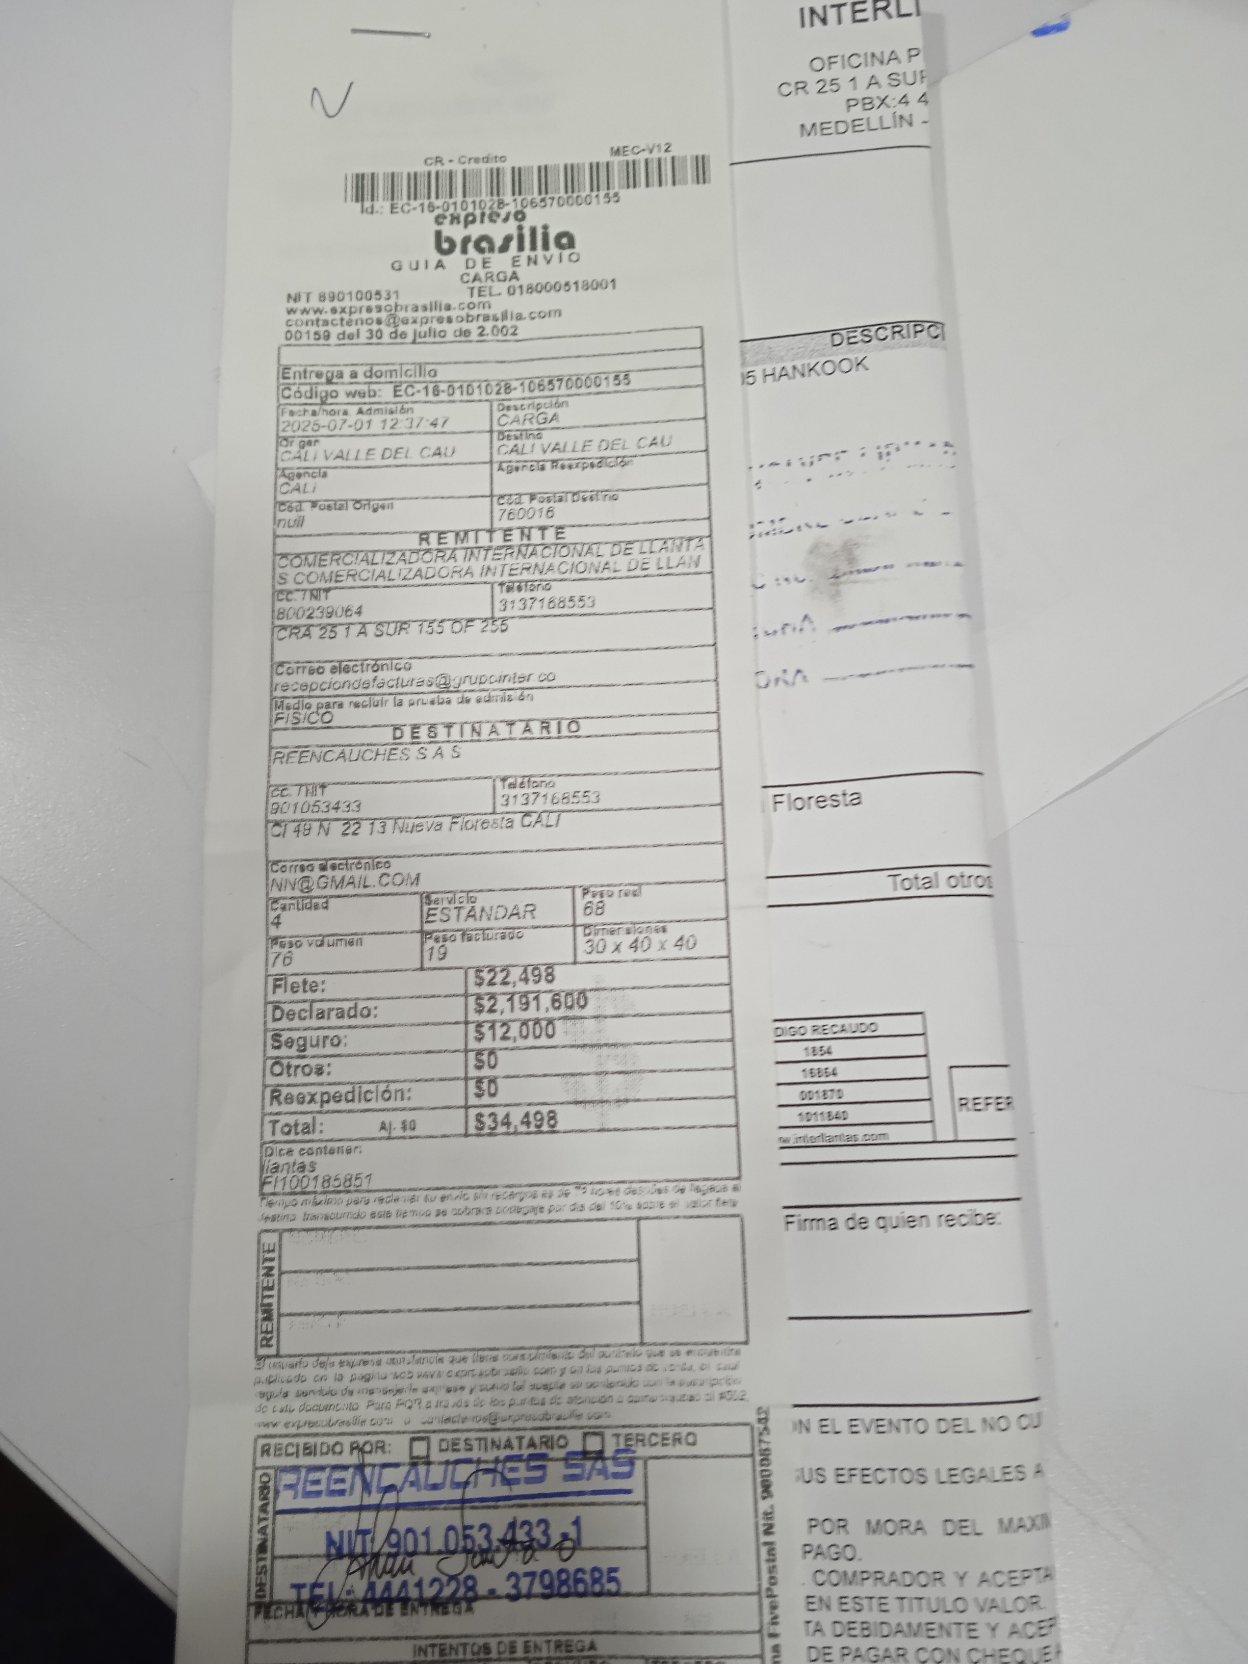 N
CR - Credito MEC-V12
Id.: EC-16-0101028-106570000155
expreso
brasilia
GUIA DE ENVIO
CARGA
NIT 890100531 TEL. 018000518001
www.expresobrasilia.com
contactenos@expresobrasilia.com
00159 del 30 de julio de 2.002
Entrega a domicilio
Código web: EC-16-0101028-106570000155
Fecha/hora Admisión Descripción
2025-07-01 12:37:47 CARGA
Origen Destino
CALI VALLE DEL CAU CALI VALLE DEL CAU
Agencia Agencia Reexpedición
CALI
Cód. Postal Origen Cód. Postal Destino
null 760016
REMITENTE
COMERCIALIZADORA INTERNACIONAL DE LLANTA
S COMERCIALIZADORA INTERNACIONAL DE LLAN
CC. / NIT Teléfono
800239064 3137168553
CRA 25 1 A SUR 155 OF 255
Correo electrónico
recepciondefacturas@grupointer.co
Medio para recibir la prueba de admisión
FISICO
DESTINATARIO
REENCAUCHES S A S
CC. / NIT Teléfono
901053433 3137168553
Cl 49 N 22 13 Nueva Floresta CALI
Correo electrónico
NN@GMAIL.COM
Cantidad Servicio Peso real
4 ESTANDAR 68
Peso volumen Peso facturado Dimensiones
76 19 30 x 40 x 40
Flete: $22,498
Declarado: $2,191,600
Seguro: $12,000
Otros: $0
Reexpedición: $0
Total: Aj. $0 $34,498
Dice contener:
llantas
FI100185851
REMITENTE
RECIBIDO POR: DESTINATARIO TERCERO
DESTINATARIO
REENCAUCHES SAS
NIT. 901.053.433-1
TEL: 4441228 - 3798685
FECHA Y HORA DE ENTREGA
INTENTOS DE ENTREGA
FivePostal Nit.
INTERL
OFICINA P
CR 25 1 A SUR
PBX:4 4
MEDELLÍN -
DESCRIPC
05 HANKOOK
Floresta
Total otros
DIGO RECAUDO
1854
16864
001870
1011840
w.interllantas.com
REFER
Firma de quien recibe:
ON EL EVENTO DEL NO CU
SUS EFECTOS LEGALES A
POR MORA DEL MAXIM
PAGO.
COMPRADOR Y ACEPTA
EN ESTE TITULO VALOR.
TA DEBIDAMENTE Y ACEP
DE PAGAR CON CHEQUE